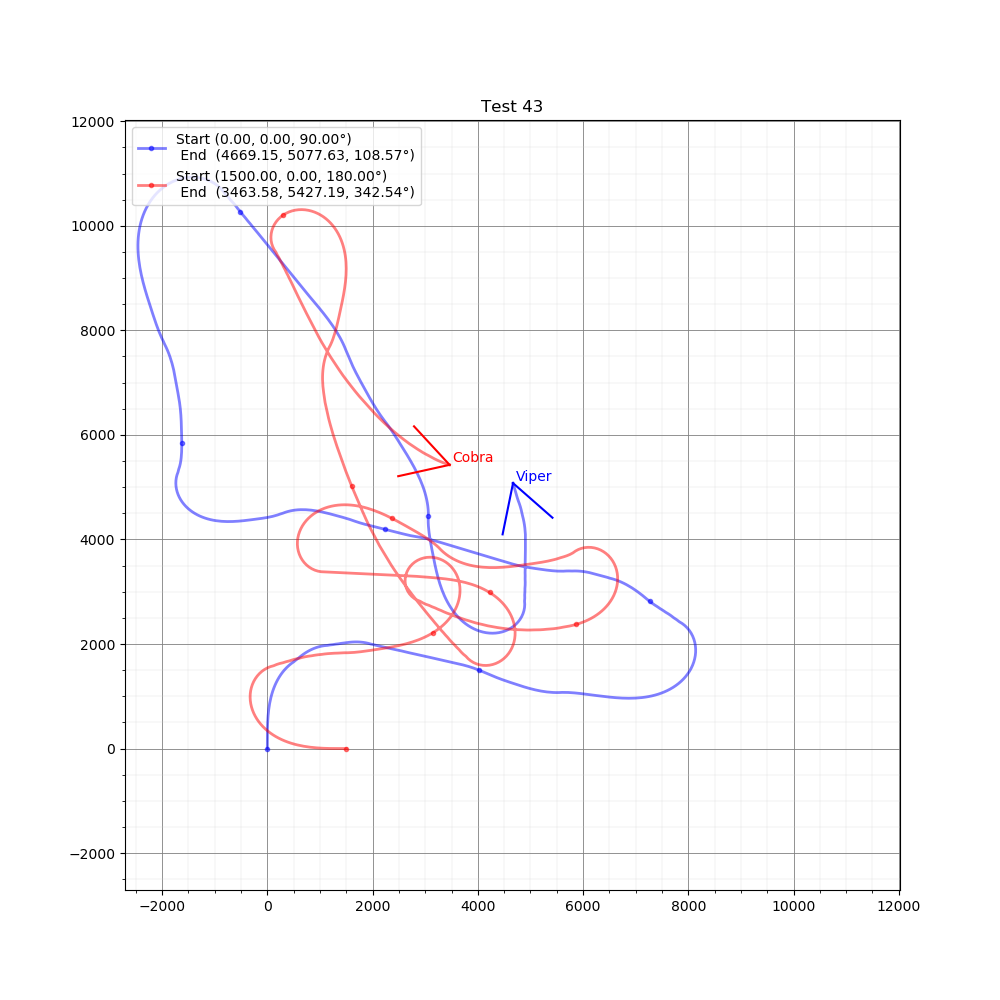 Test 43
Start (0.00, 0.00, 90.00°)
End (4669.15, 5077.63, 108.57°)
Start (1500.00, 0.00, 180.00°)
End (3463.58, 5427.19, 342.54°)
12000
10000
8000
6000
4000
2000
0
−2000
Cobra
Viper
−2000 0 2000 4000 6000 8000 10000 12000